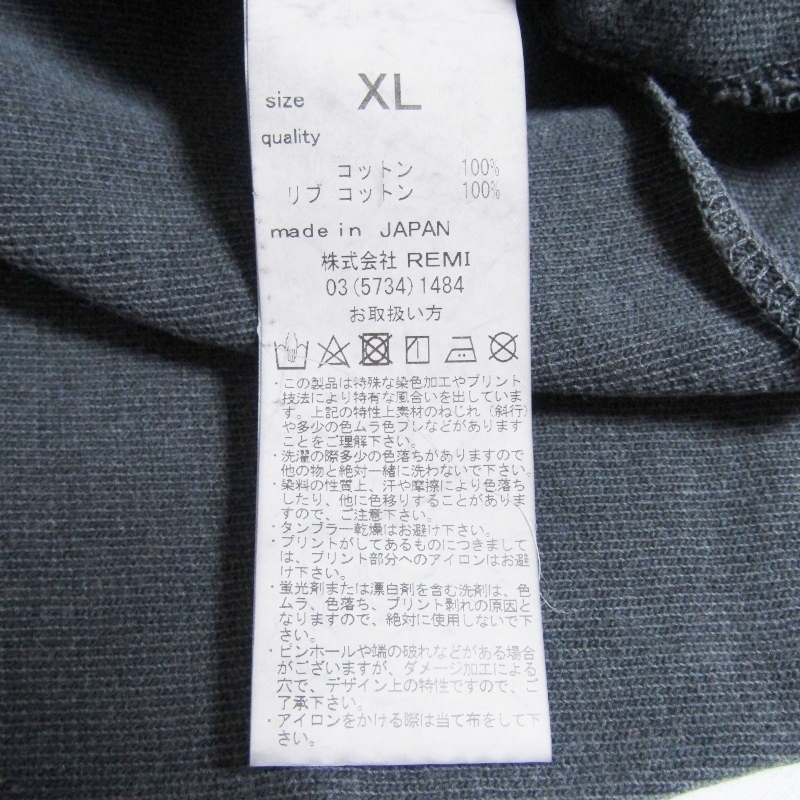 size XL
quality
コットン 100%
リブ コットン 100%
made in JAPAN
株式会社 REMI
03(5734)1484
お取扱い方
・この製品は特殊な染色加工やプリント
技法により特有な風合いを出していま
す。上記の特性上素材のねじれ（斜行）
や多少の色ムラ色ブレなどがあります
ことをご理解下さい。
・洗濯の際多少の色落ちがありますので
他の物と絶対一緒に洗わないで下さい。
・染料の性質上、汗や摩擦により色落ち
したり、他に色移りすることがありま
すので、ご注意下さい。
・タンブラー乾燥はお避け下さい。
・プリントがしてあるものにつきまして
は、プリント部分へのアイロンはお避
け下さい。
・蛍光剤または漂白剤を含む洗剤は、色
ムラ、色落ち、プリント剥れの原因と
なりますので、絶対に使用しないで下
さい。
・ピンホールや端の破れなどがある場合
がございますが、ダメージ加工による
穴で、デザイン上の特性ですので、ご
了承下さい。
・アイロンをかける際は当て布をして下
さい。